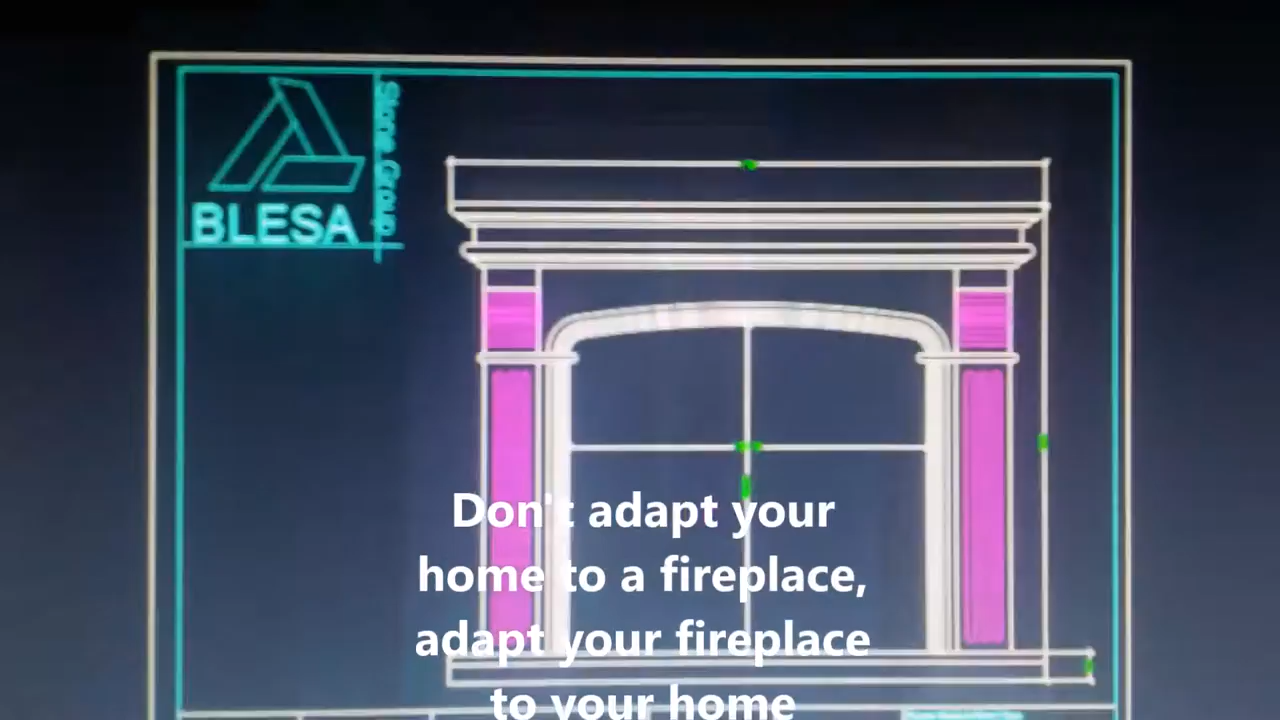 Stone Group
BLESA
Don't adapt your
home to a fireplace,
adapt your fireplace
to your home